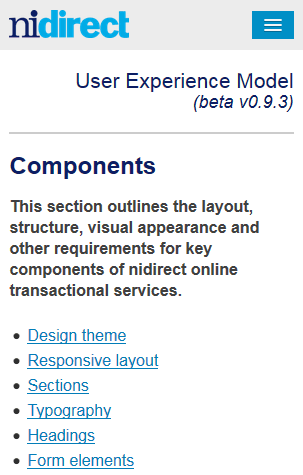 nidirect
User Experience Model
(beta v0.9.3)
Components
This section outlines the layout,
structure, visual appearance and
other requirements for key
components of nidirect online
transactional services.
Design theme
Responsive layout
Sections
Typography
Headings
Form elements